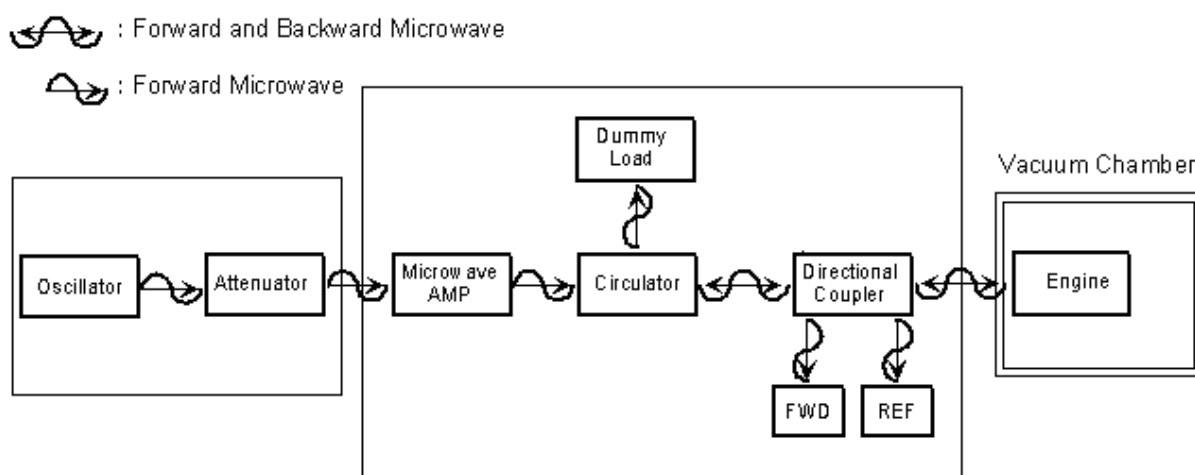 : Forward and Backward Microwave
: Forward Microwave
Dummy
Load
Vacuum Chamber
Oscillator
Attenuator
Microwave
AMP
Circulator
Directional
Coupler
Engine
FWD
REF